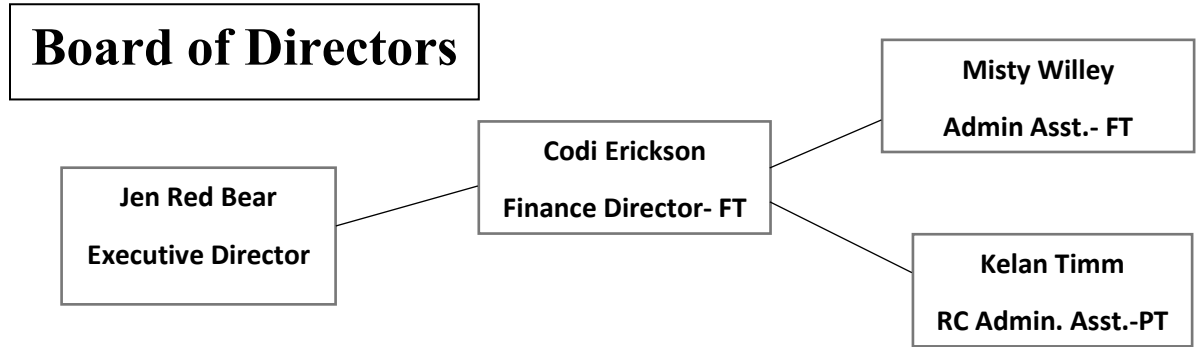 Board of Directors
Jen Red Bear
Executive Director
Codi Erickson
Finance Director- FT
Misty Willey
Admin Asst.- FT
Kelan Timm
RC Admin. Asst.-PT